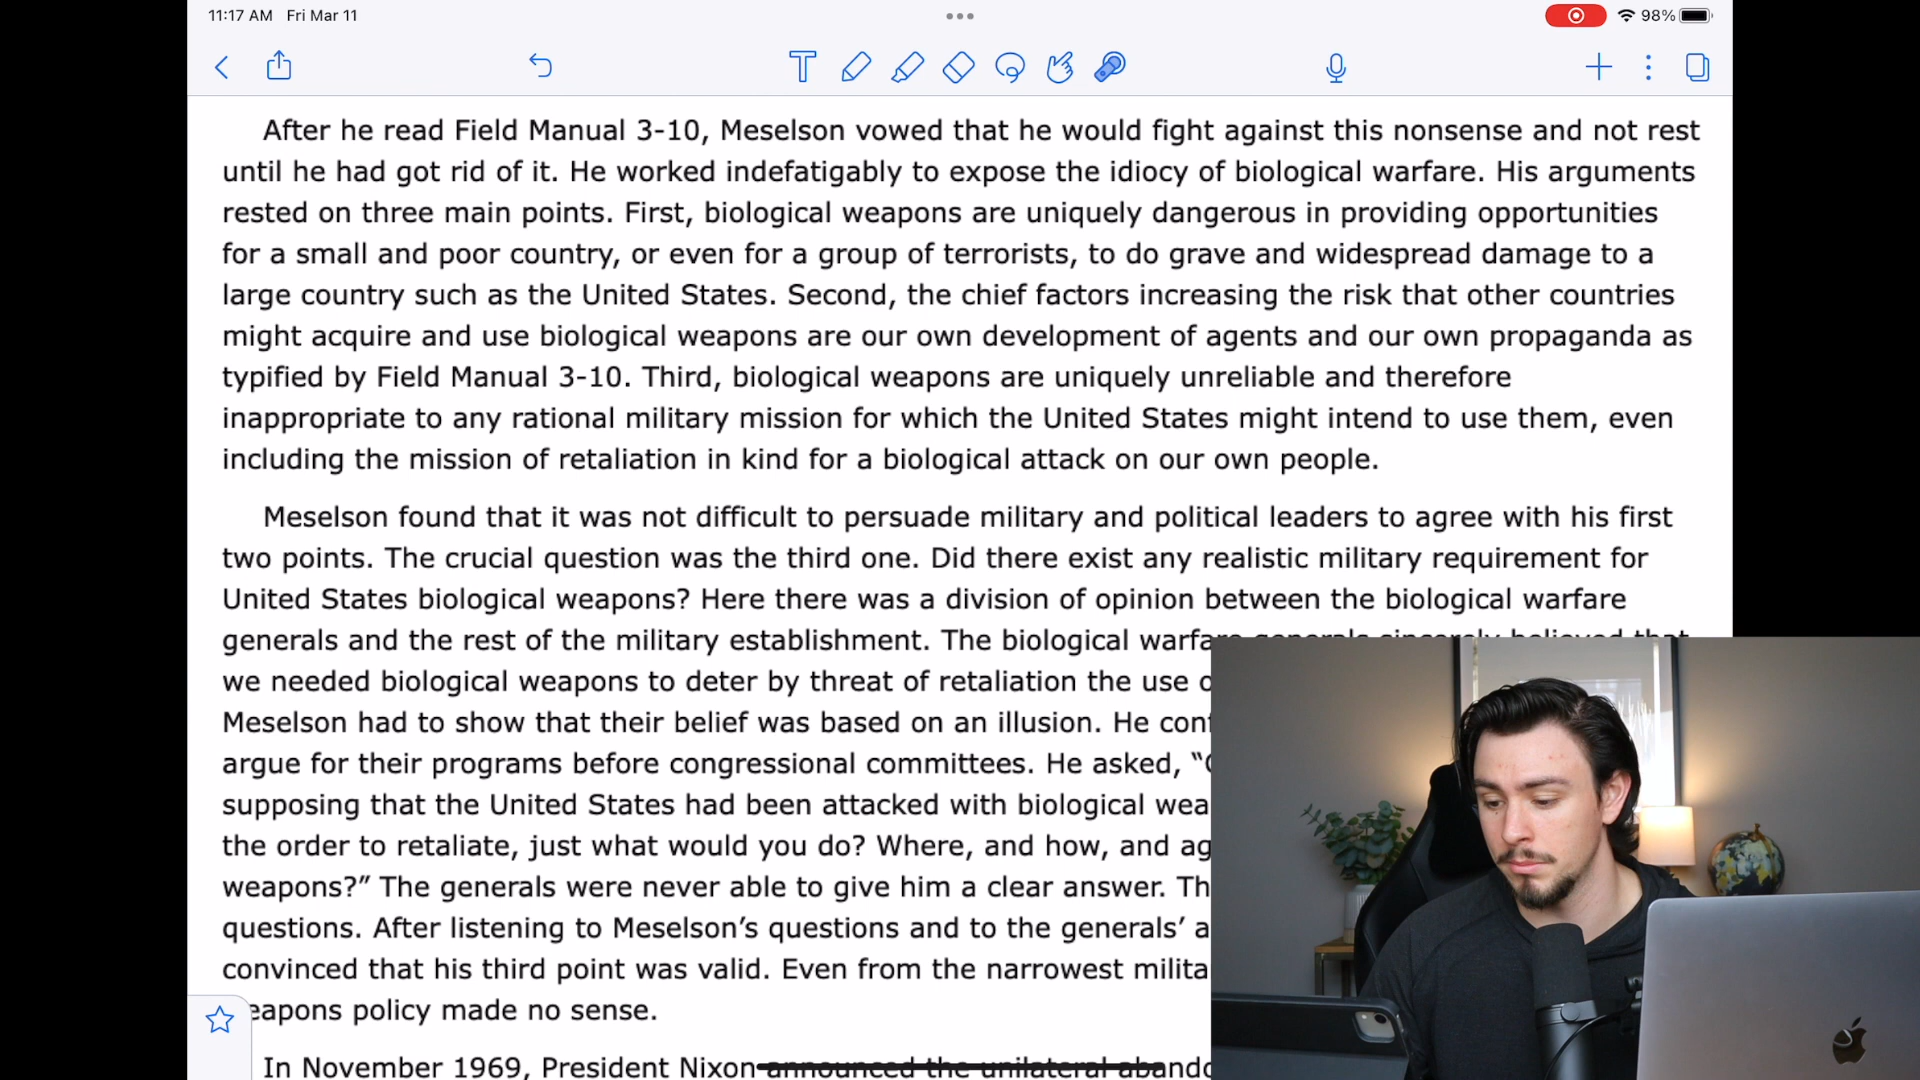 11:17 AM Fri Mar 11
98%
After he read Field Manual 3-10, Meselson vowed that he would fight against this nonsense and not rest
until he had got rid of it. He worked indefatigably to expose the idiocy of biological warfare. His arguments
rested on three main points. First, biological weapons are uniquely dangerous in providing opportunities
for a small and poor country, or even for a group of terrorists, to do grave and widespread damage to a
large country such as the United States. Second, the chief factors increasing the risk that other countries
might acquire and use biological weapons are our own development of agents and our own propaganda as
typified by Field Manual 3-10. Third, biological weapons are uniquely unreliable and therefore
inappropriate to any rational military mission for which the United States might intend to use them, even
including the mission of retaliation in kind for a biological attack on our own people.
Meselson found that it was not difficult to persuade military and political leaders to agree with his first
two points. The crucial question was the third one. Did there exist any realistic military requirement for
United States biological weapons? Here there was a division of opinion between the biological warfare
generals and the rest of the military establishment. The biological warfare generals sincerely believed that
we needed biological weapons to deter by threat of retaliation the use
Meselson had to show that their belief was based on an illusion. He
argue for their programs before congressional committees. He asked,
supposing that the United States had been attacked with biological
the order to retaliate, just what would you do? Where, and how, and
weapons?” The generals were never able to give him a clear answer.
questions. After listening to Meselson’s questions and to the generals’
convinced that his third point was valid. Even from the narrowest
eapons policy made no sense.
In November 1969, President Nixon announced the unilateral